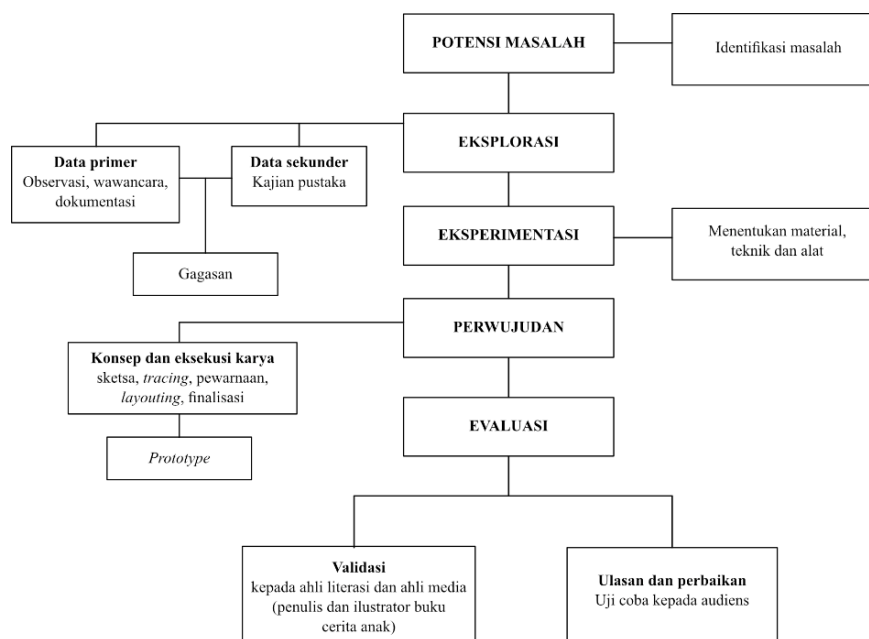 POTENSI MASALAH
Identifikasi masalah
EKSPLORASI
Data primer
Observasi, wawancara,
dokumentasi
Data sekunder
Kajian pustaka
Gagasan
EKSPERIMENTASI
Menentukan material,
teknik dan alat
PERWUJUDAN
Konsep dan eksekusi karya
sketsa, tracing, pewarnaan,
layouting, finalisasi
Prototype
EVALUASI
Validasi
kepada ahli literasi dan ahli media
(penulis dan ilustrator buku
cerita anak)
Ulasan dan perbaikan
Uji coba kepada audiens